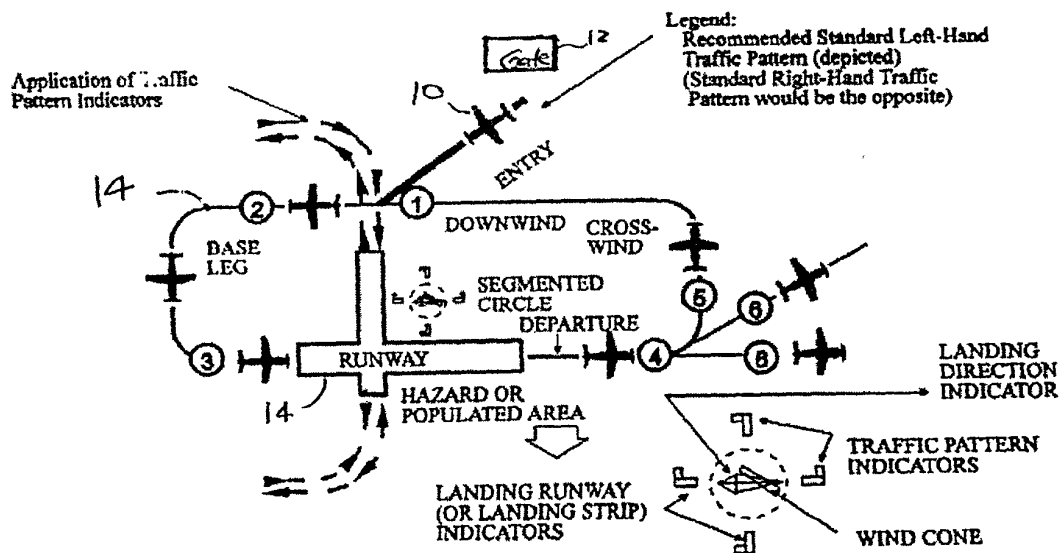 Legend:
Recommended Standard Left-Hand
Traffic Pattern (depicted)
(Standard Right-Hand Traffic
Pattern would be the opposite)
Gate
12
10
Application of Traffic
Pattern Indicators
ENTRY
14
2
1
DOWNWIND
CROSS-
WIND
BASE
LEG
SEGMENTED
CIRCLE
5
6
DEPARTURE
3
RUNWAY
4
6
14
HAZARD OR
POPULATED AREA
LANDING
DIRECTION
INDICATOR
TRAFFIC PATTERN
INDICATORS
LANDING RUNWAY
(OR LANDING STRIP)
INDICATORS
WIND CONE